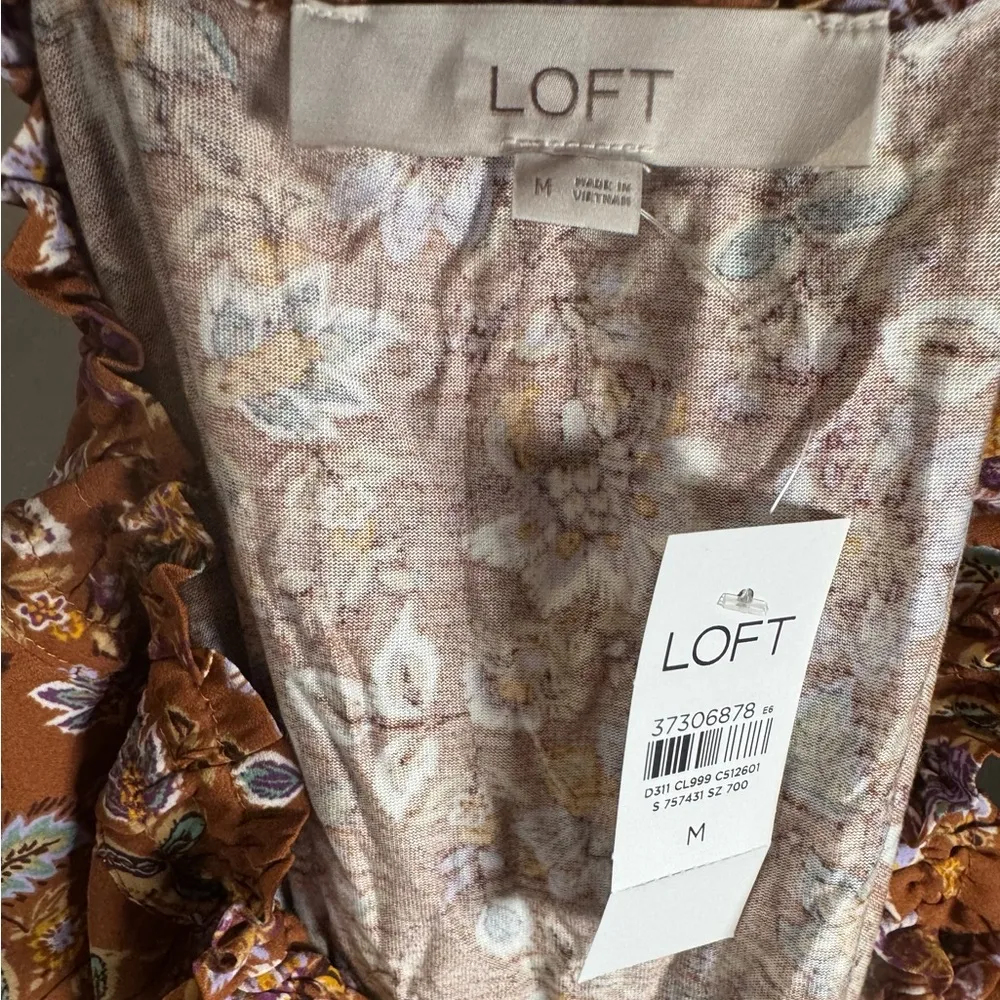 LOFT
M MADE IN
VIETNAM
LOFT
37306878 E6
D311 CL999 C512601
S 757431 SZ 700
M